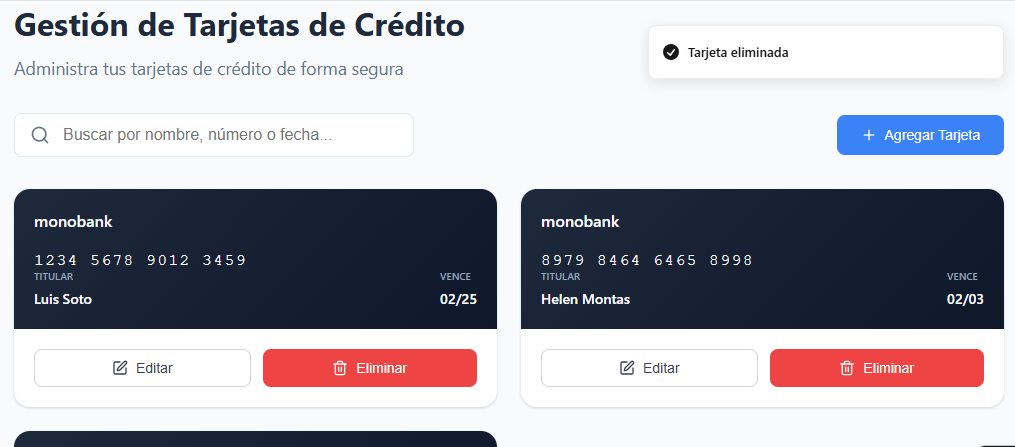 Gestión de Tarjetas de Crédito
Administra tus tarjetas de crédito de forma segura
Tarjeta eliminada
Buscar por nombre, número o fecha...
Agregar Tarjeta
monobank
1234 5678 9012 3459
TITULAR VENCE
Luis Soto 02/25
Editar Eliminar
monobank
8979 8464 6465 8998
TITULAR VENCE
Helen Montas 02/03
Editar Eliminar